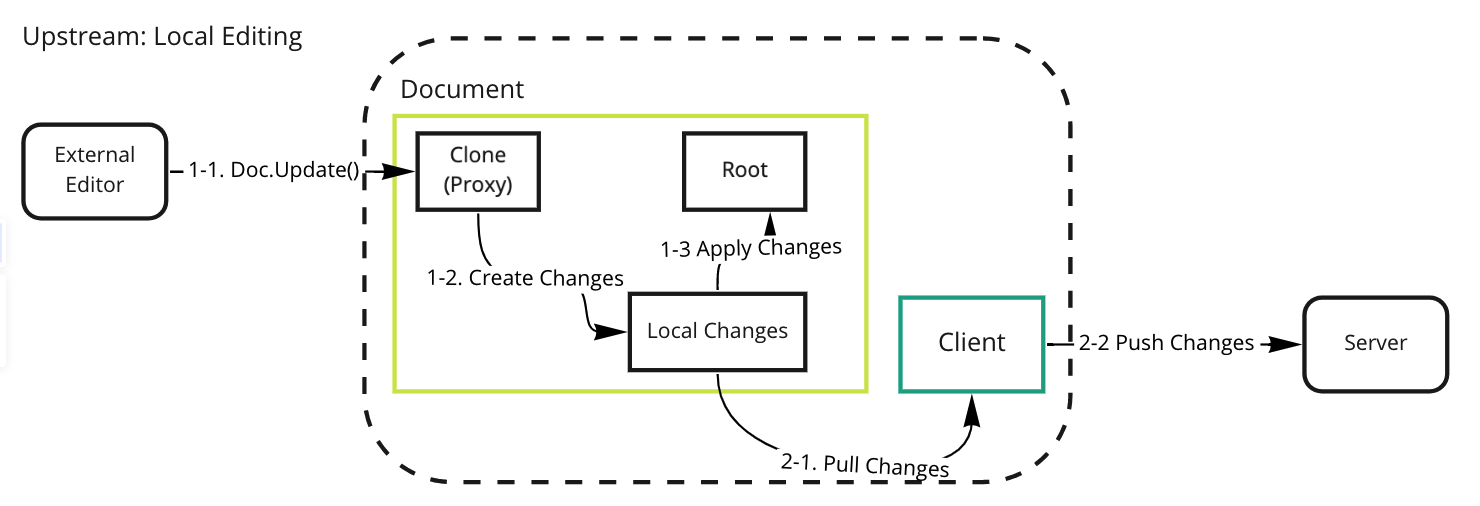 Upstream: Local Editing
Document
External
Editor
1-1. Doc.Update()
Clone
(Proxy)
Root
1-2. Create Changes
1-3 Apply Changes
Local Changes
Client
2-2 Push Changes
Server
2-1. Pull Changes